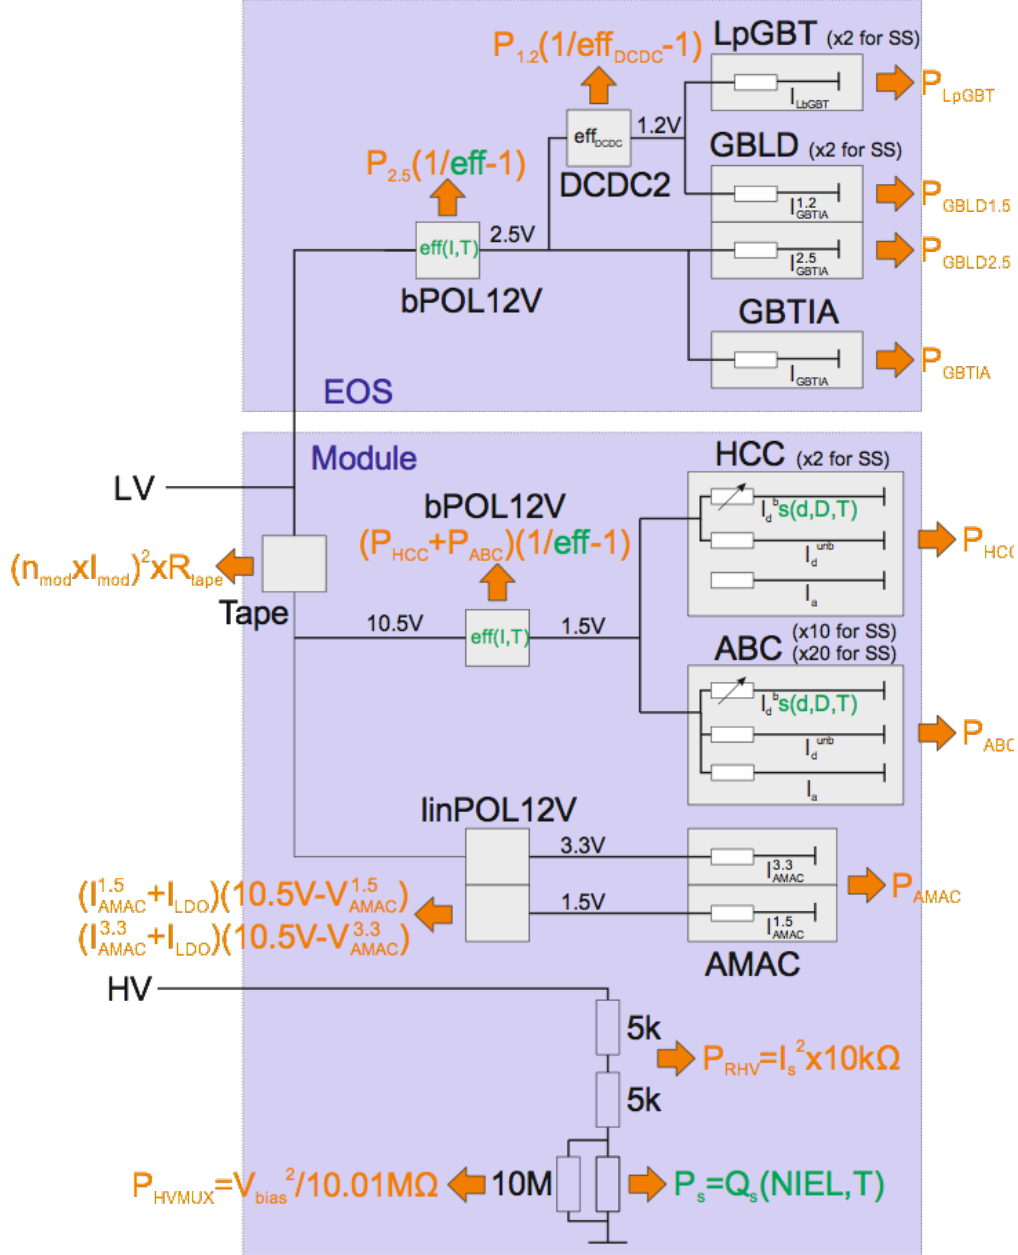 LpGBT (x2 for SS)
P1.2(1/effDCDC-1)
ILbGBT
PLpGBT
effDCDC
1.2V
DCDC2
GBLD (x2 for SS)
P2.5(1/eff-1)
I1.2GBTIA
PGBLD1.5
eff(I,T)
2.5V
I2.5GBTIA
PGBLD2.5
bPOL12V
GBTIA
IGBTIA
PGBTIA
EOS
Module
HCC (x2 for SS)
LV
bPOL12V
Idbs(d,D,T)
(PHCC+PABC)(1/eff-1)
Idunb
PHCC
(nmodxImod)2xRtape
Ia
Tape
10.5V
eff(I,T)
1.5V
ABC (x10 for SS)
(x20 for SS)
Idbs(d,D,T)
Idunb
PABC
Ia
linPOL12V
3.3V
I3.3AMAC
PAMAC
(I1.5AMAC+ILDO)(10.5V-V1.5AMAC)
(I3.3AMAC+ILDO)(10.5V-V3.3AMAC)
1.5V
I1.5AMAC
AMAC
HV
5k
PRHV=Is2x10kΩ
5k
PHVMUX=Vbias2/10.01MΩ
10M
Ps=Qs(NIEL,T)